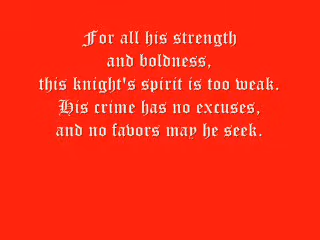 For all his strength
and boldness,
this knight's spirit is too weak.
His crime has no excuses,
and no favors may he seek.